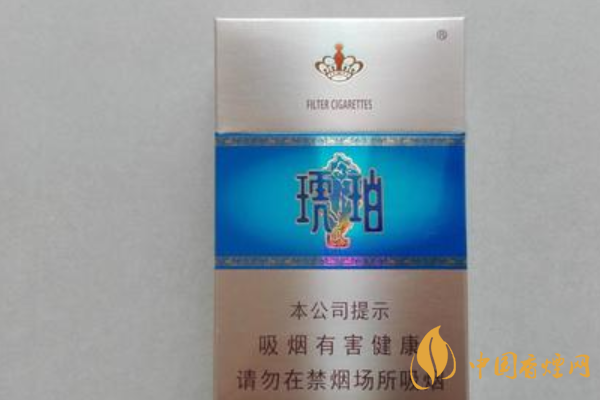 ®
FILTER CIGARETTES
琥珀
本公司提示
吸烟有害健康
请勿在禁烟场所吸烟
中国香烟网